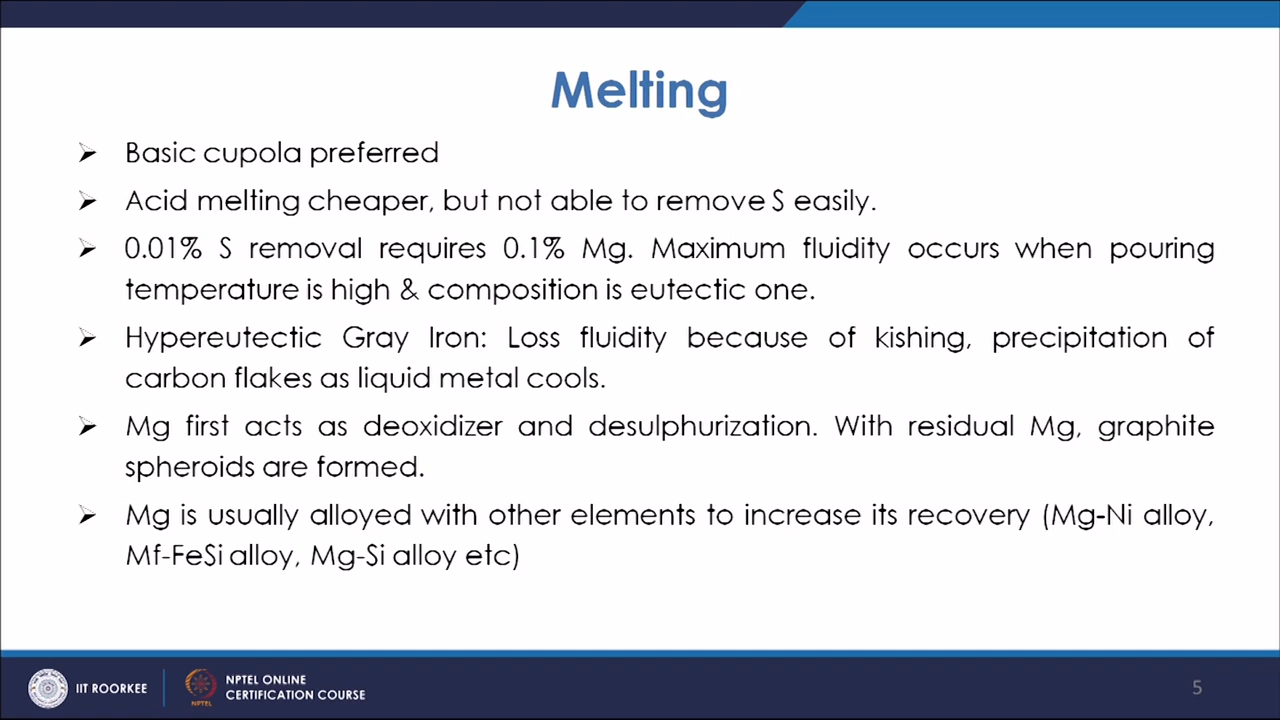 Melting
➢ Basic cupola preferred
➢ Acid melting cheaper, but not able to remove S easily.
➢ 0.01% S removal requires 0.1% Mg. Maximum fluidity occurs when pouring
temperature is high & composition is eutectic one.
➢ Hypereutectic Gray Iron: Loss fluidity because of kishing, precipitation of
carbon flakes as liquid metal cools.
➢ Mg first acts as deoxidizer and desulphurization. With residual Mg, graphite
spheroids are formed.
➢ Mg is usually alloyed with other elements to increase its recovery (Mg-Ni alloy,
Mf-FeSi alloy, Mg-Si alloy etc)
IIT ROORKEE
NPTEL
NPTEL ONLINE
CERTIFICATION COURSE
5